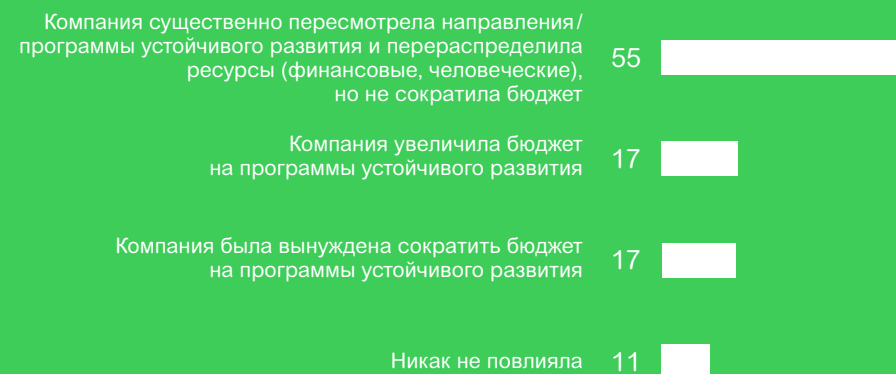 Компания существенно пересмотрела направления/
программы устойчивого развития и перераспределила
ресурсы (финансовые, человеческие),
но не сократила бюджет
55
Компания увеличила бюджет
на программы устойчивого развития
17
Компания была вынуждена сократить бюджет
на программы устойчивого развития
17
Никак не повлияла
11